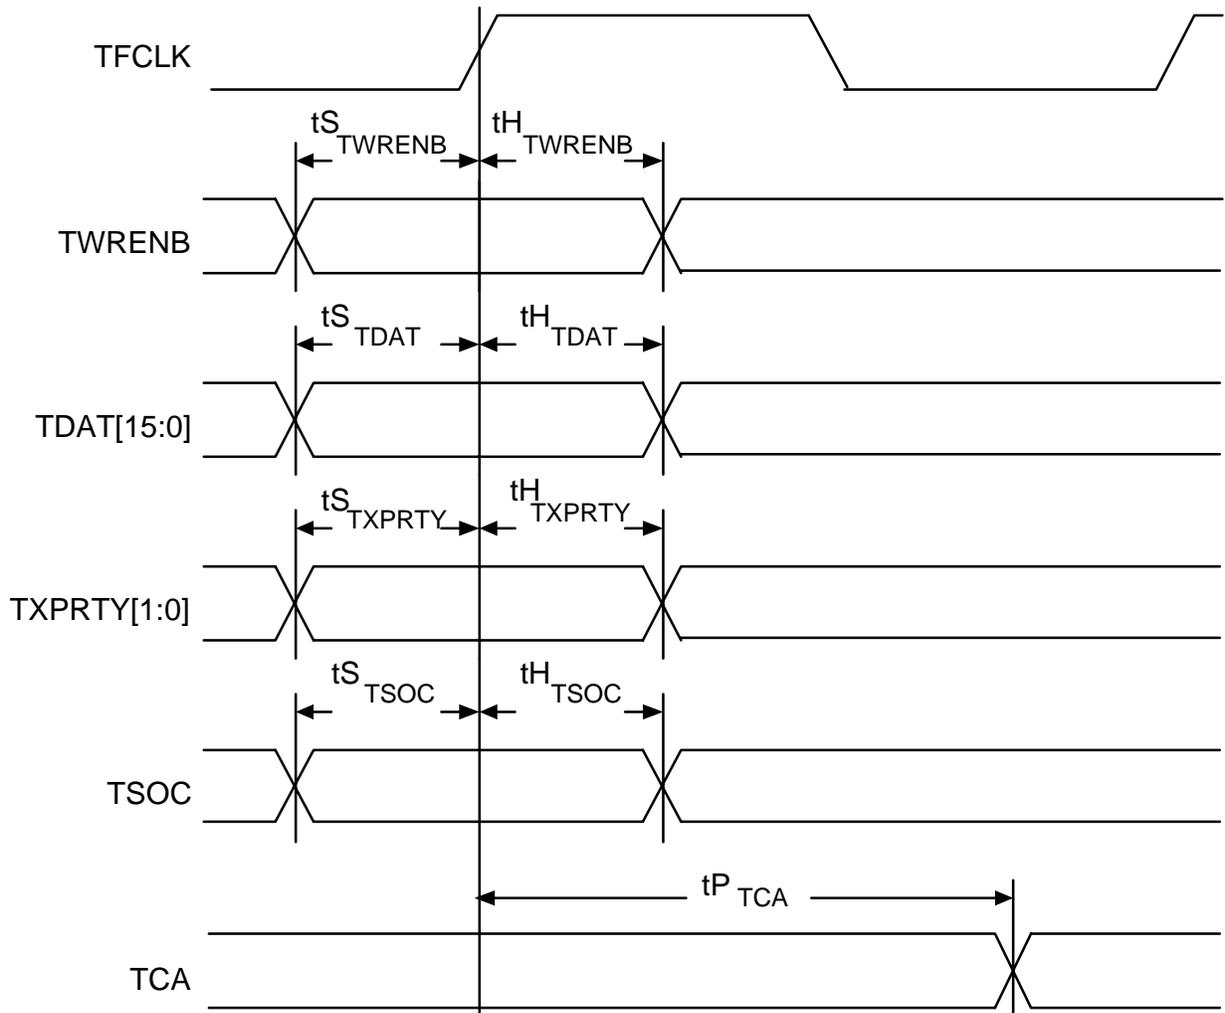 TFCLK
tS TWRENB tH TWRENB
TWRENB
tS TDAT tH TDAT
TDAT[15:0]
tS TXPRTY tH TXPRTY
TXPRTY[1:0]
tS TSOC tH TSOC
TSOC
tP TCA
TCA